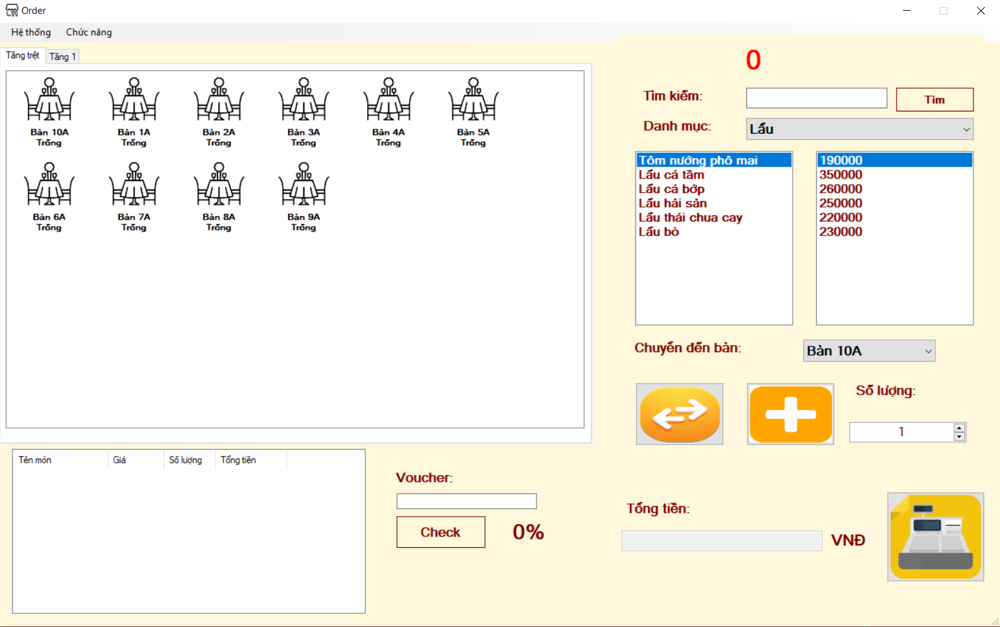 Order
Hệ thống Chức năng
Tầng trệt Tầng 1
0
Bàn 10A
Trống
Bàn 1A
Trống
Bàn 2A
Trống
Bàn 3A
Trống
Bàn 4A
Trống
Bàn 5A
Trống
Bàn 6A
Trống
Bàn 7A
Trống
Bàn 8A
Trống
Bàn 9A
Trống
Tìm kiếm:
Tìm
Danh mục:
Lẩu
Tôm nướng phô mai 190000
Lẩu cá tầm 350000
Lẩu cá bớp 260000
Lẩu hải sản 250000
Lẩu thái chua cay 220000
Lẩu bò 230000
Chuyển đến bàn:
Bàn 10A
Số lượng:
1
Tên món Giá Số lượng Tổng tiền
Voucher:
Check
0%
Tổng tiền:
VNĐ